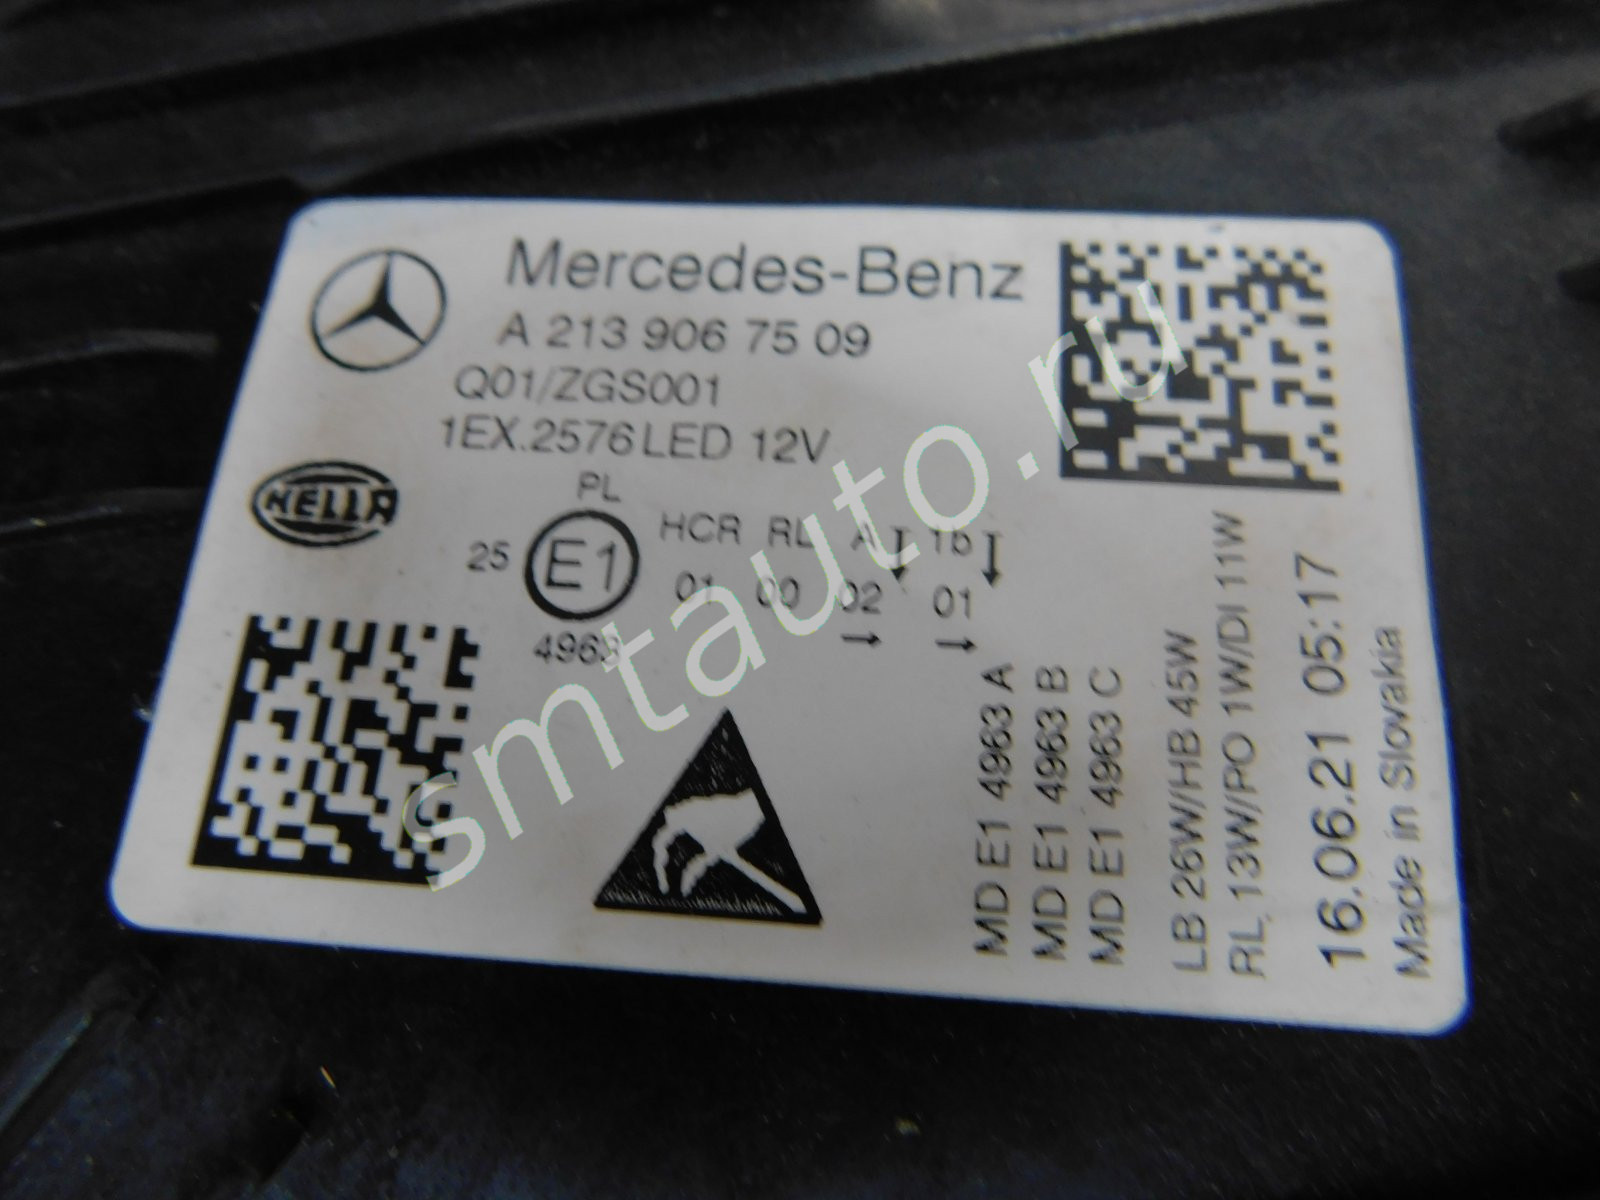 Mercedes-Benz
A 213 906 75 09
Q01/ZGS001
1EX.2576 LED 12V
HELLA
PL
25 E1 HCR RL A 1b
01 00 02 01
4963
MD E1 4963 A
MD E1 4963 B
MD E1 4963 C
LB 26W/HB 45W
RL, 13W/PO 1W/DI 11W
16.06.21 05:17
Made in Slovakia
smtauto.ru